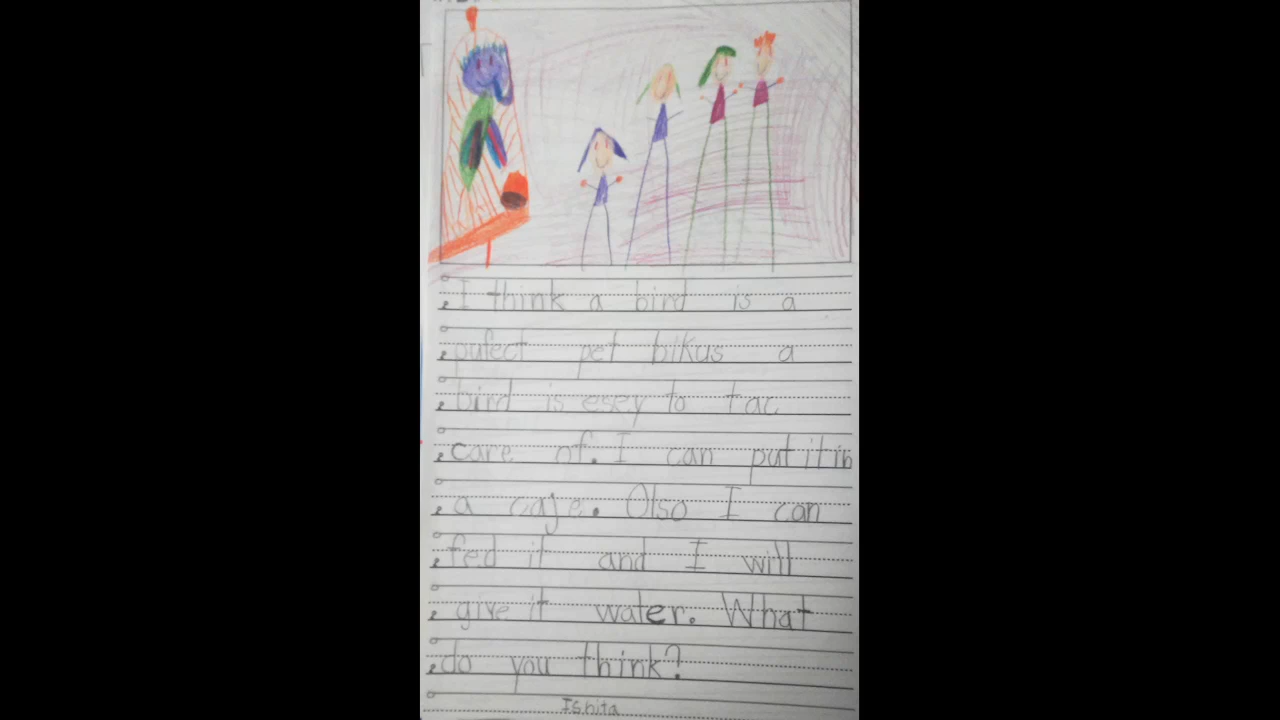 I think a bird is a
pufect pet bikus a
bird is esey to tac
care of. I can put it in
a caje. Olso I can
fed it and I will
give it water. What
do you think?
Ishita